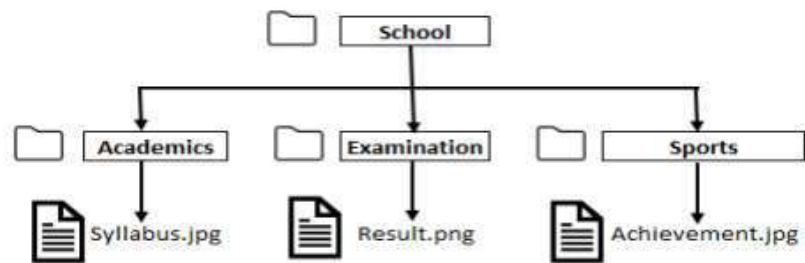 School
Academics Examination Sports
Syllabus.jpg Result.png Achievement.jpg